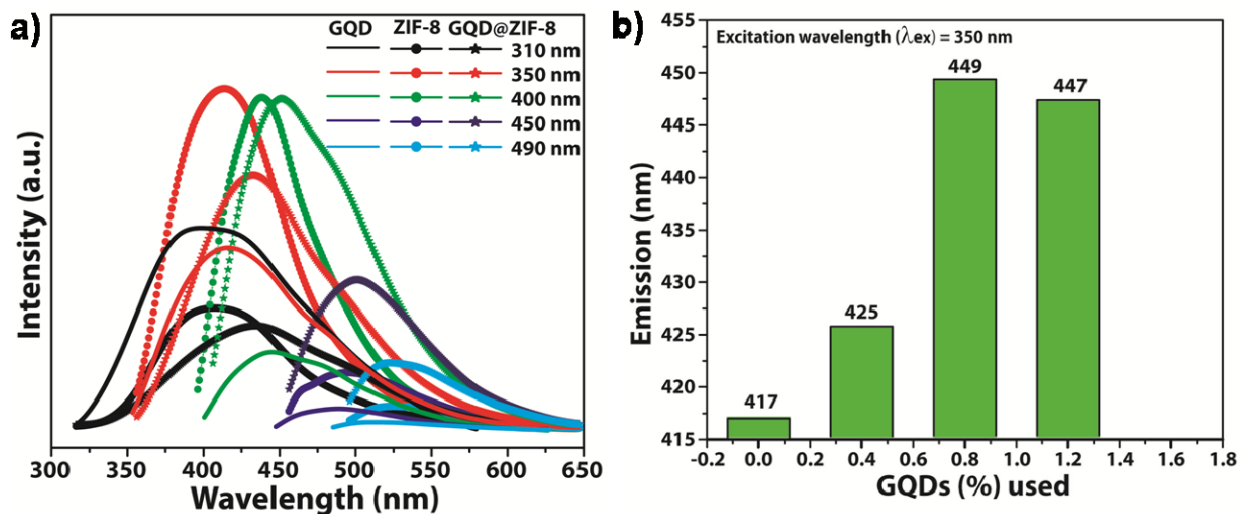 a)
GQD ZIF-8 GQD@ZIF-8
310 nm
350 nm
400 nm
450 nm
490 nm
Intensity (a.u.)
300 350 400 450 500 550 600 650
Wavelength (nm)
b)
Excitation wavelength (λex) = 350 nm
455
450
445
440
435
430
425
420
415
417
425
449
447
Emission (nm)
-0.2 0.0 0.2 0.4 0.6 0.8 1.0 1.2 1.4 1.6 1.8
GQDs (%) used